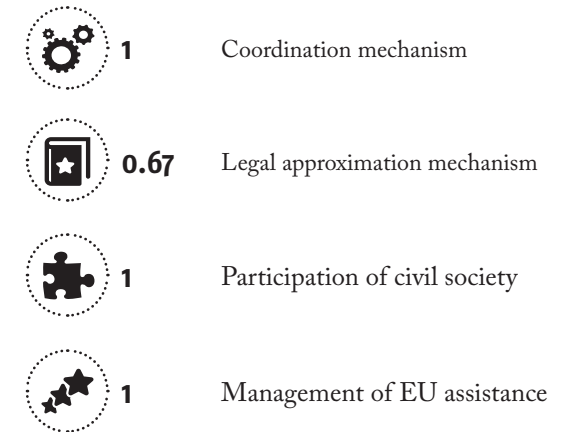 1 Coordination mechanism
0.67 Legal approximation mechanism
1 Participation of civil society
1 Management of EU assistance